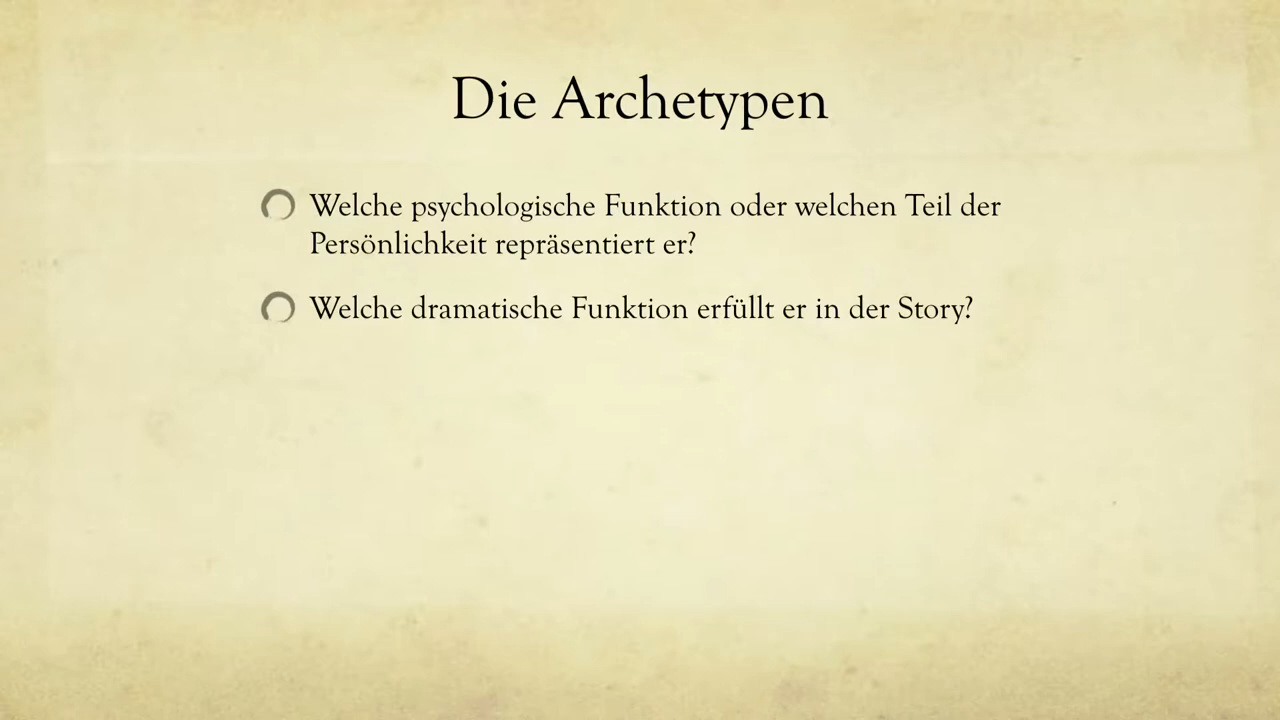 Die Archetypen
Welche psychologische Funktion oder welchen Teil der
Persönlichkeit repräsentiert er?
Welche dramatische Funktion erfüllt er in der Story?